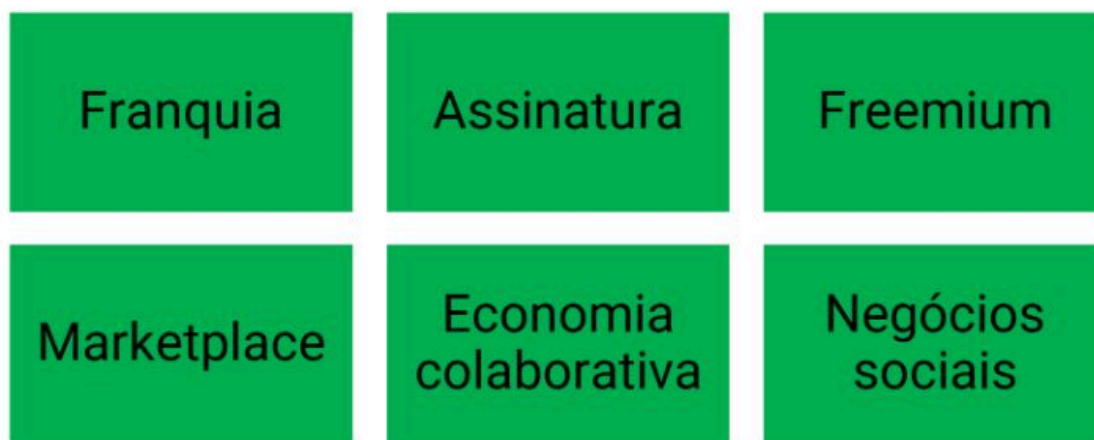 Franquia
Assinatura
Freemium
Marketplace
Economia
colaborativa
Negócios
sociais